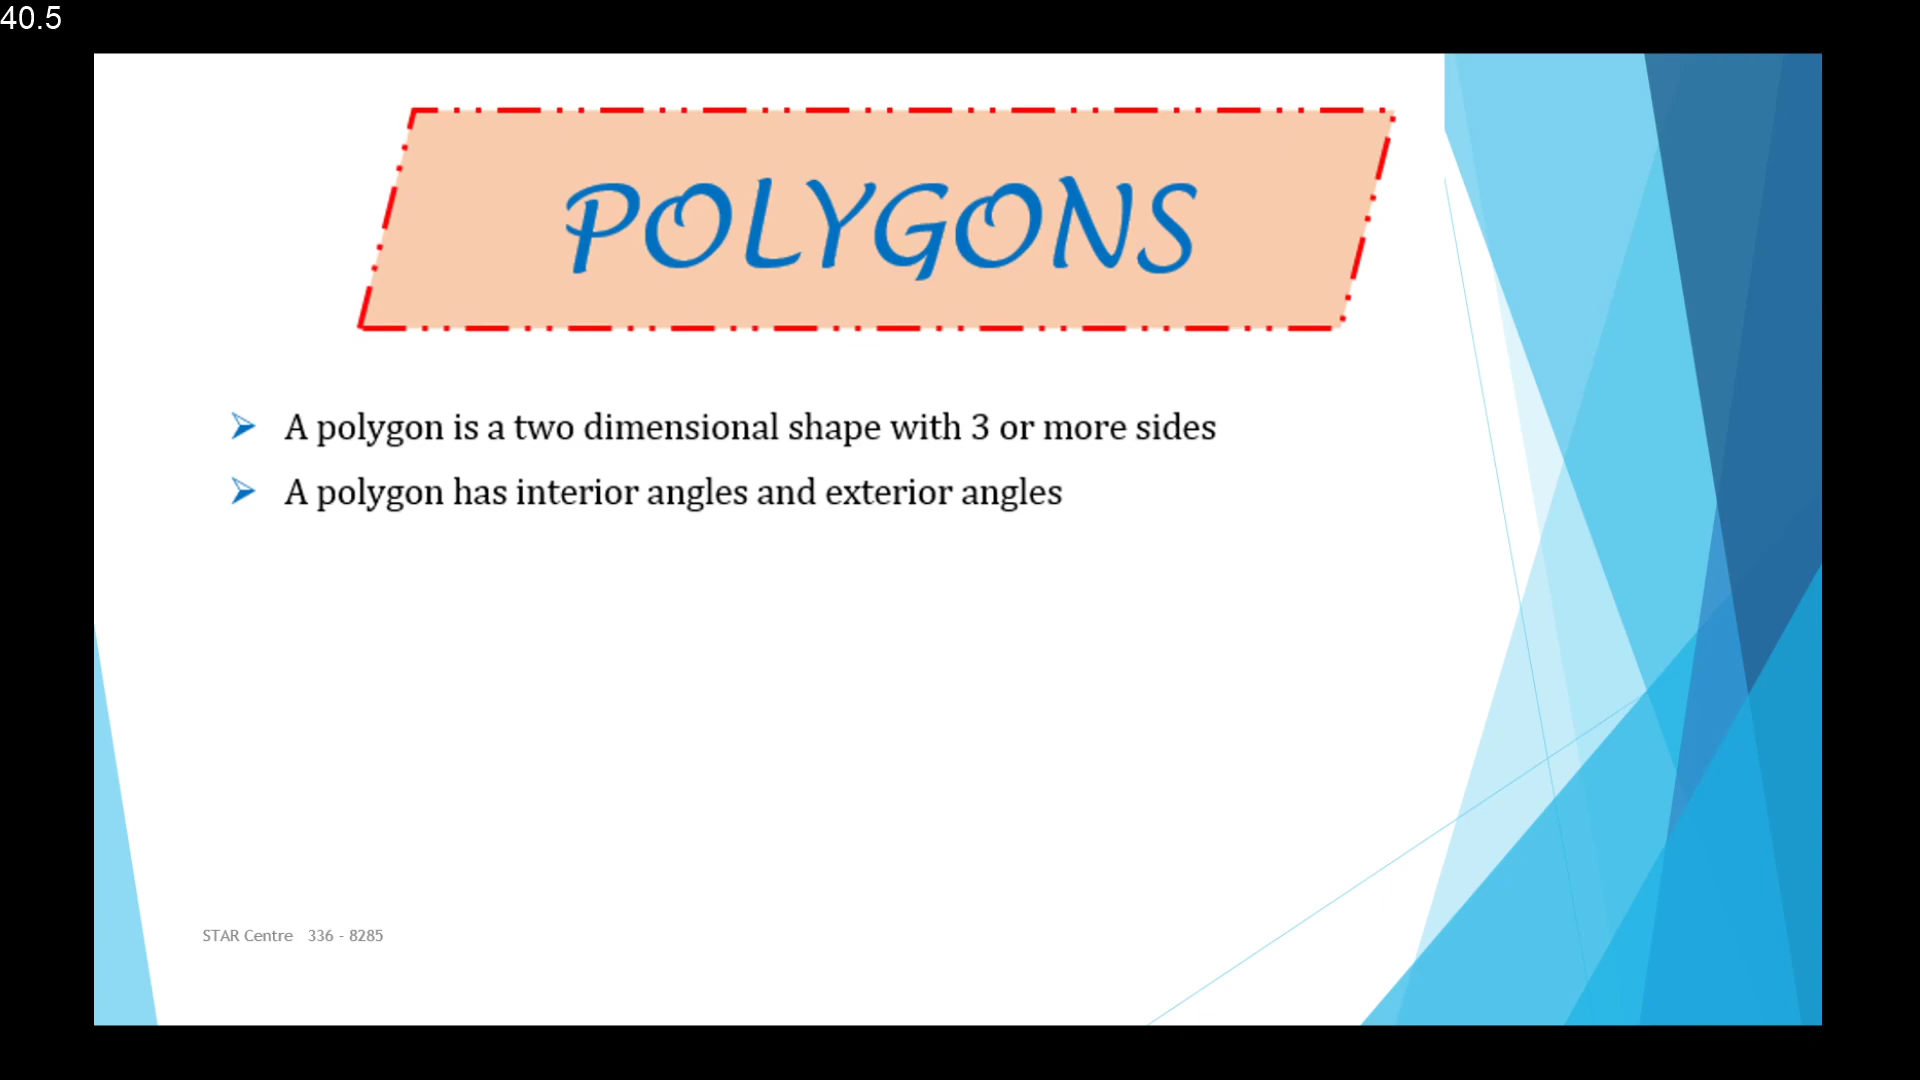 40.5
POLYGONS
A polygon is a two dimensional shape with 3 or more sides
A polygon has interior angles and exterior angles
STAR Centre 336 - 8285